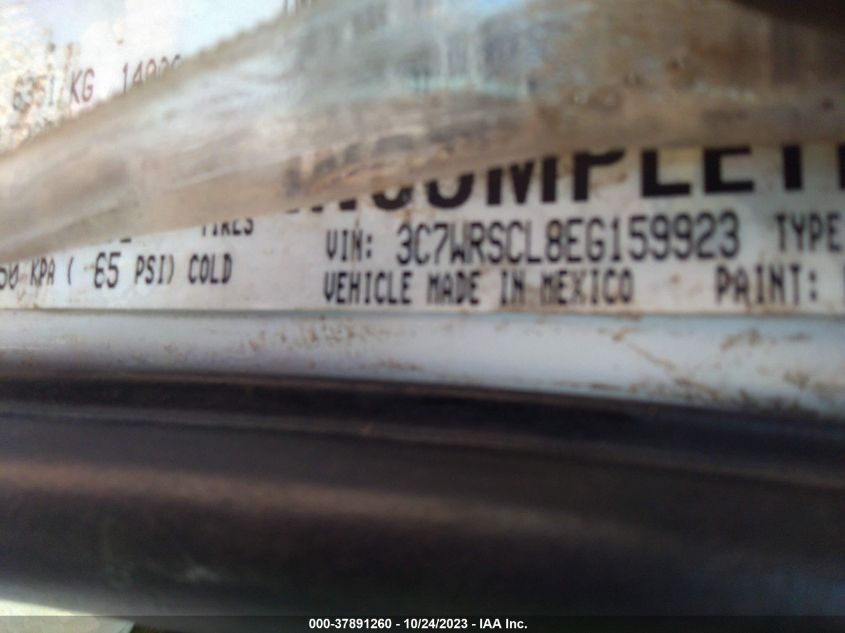 KG
INCOMPLETE
TIRES VIN: 3C7WRSCL8EG159923 TYPE
50 KPA ( 65 PSI) COLD VEHICLE MADE IN MEXICO PAINT:
000-37891260 - 10/24/2023 - IAA Inc.